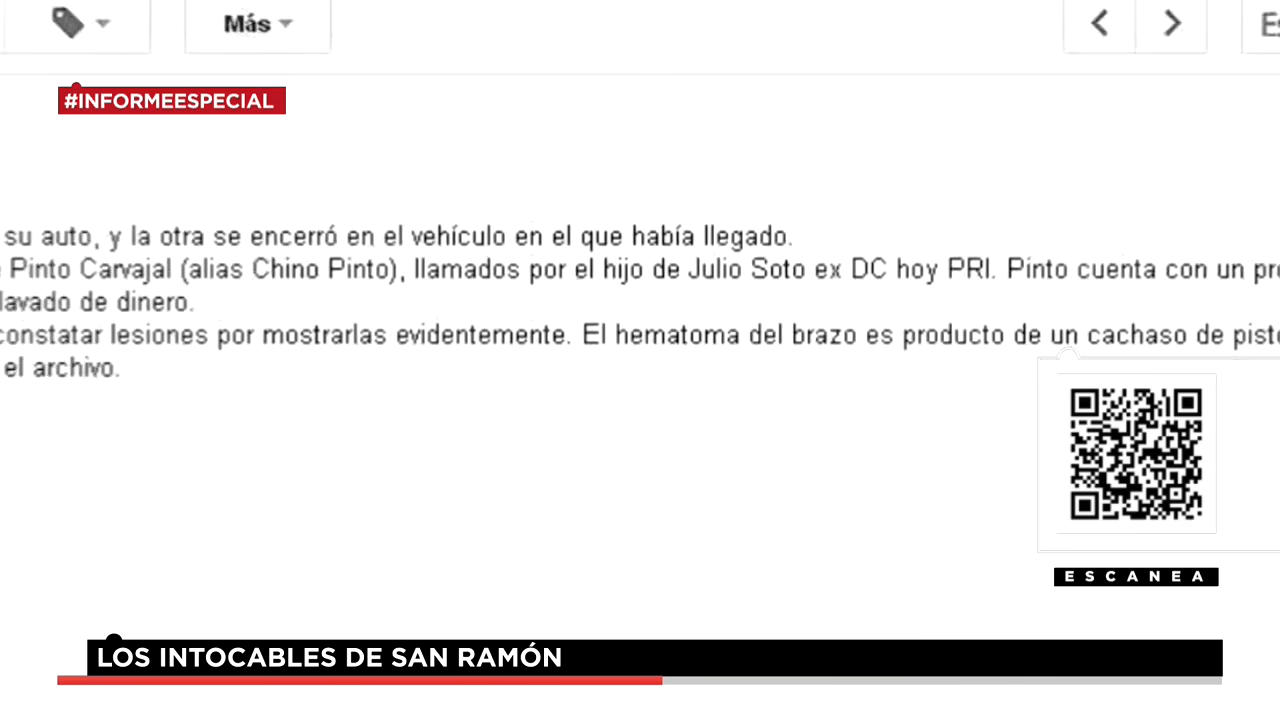 Más
#INFORMEESPECIAL
su auto, y la otra se encerró en el vehículo en el que había llegado.
Pinto Carvajal (alias Chino Pinto), llamados por el hijo de Julio Soto ex DC hoy PRI. Pinto cuenta con un
lavado de dinero.
constatar lesiones por mostrarlas evidentemente. El hematoma del brazo es producto de un cachaso de
el archivo.
ESCANEA
LOS INTOCABLES DE SAN RAMÓN